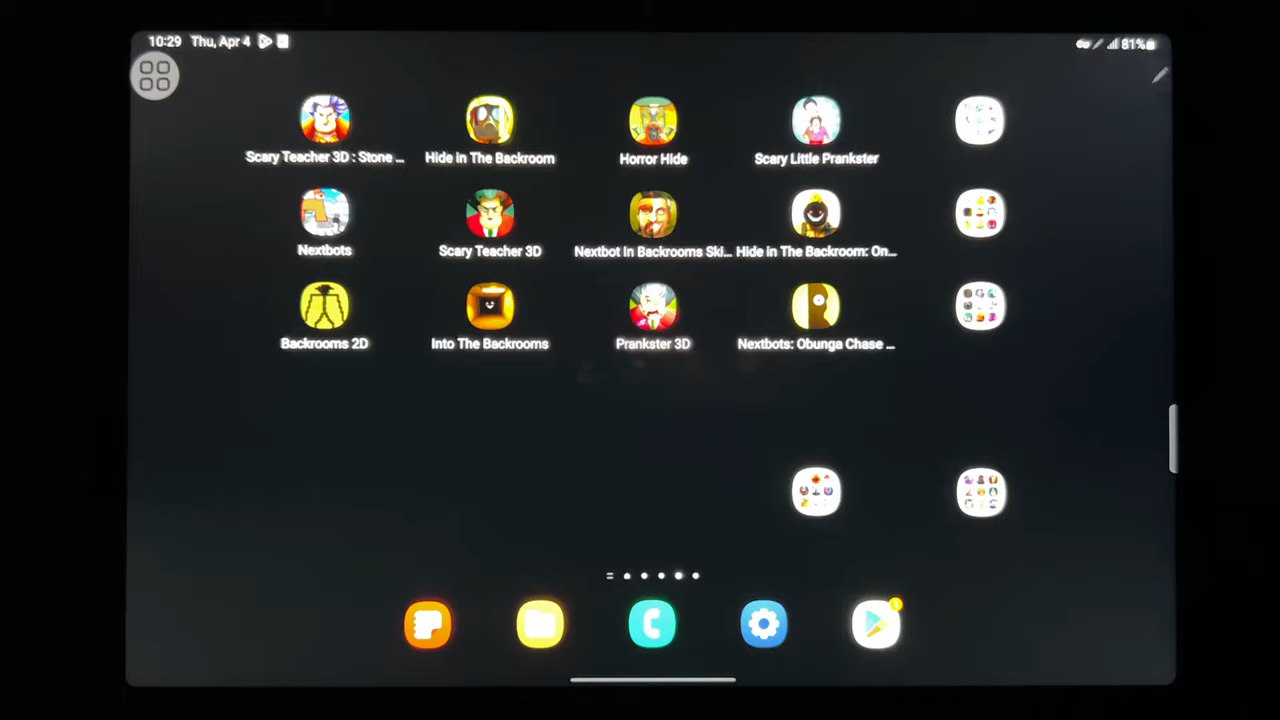 10:29 Thu, Apr 4 81%
Scary Teacher 3D : Stone ... Hide in The Backroom Horror Hide Scary Little Prankster
Nextbots Scary Teacher 3D Nextbot In Backrooms Ski... Hide in The Backroom: On...
Backrooms 2D Into The Backrooms Prankster 3D Nextbots: Obunga Chase ...